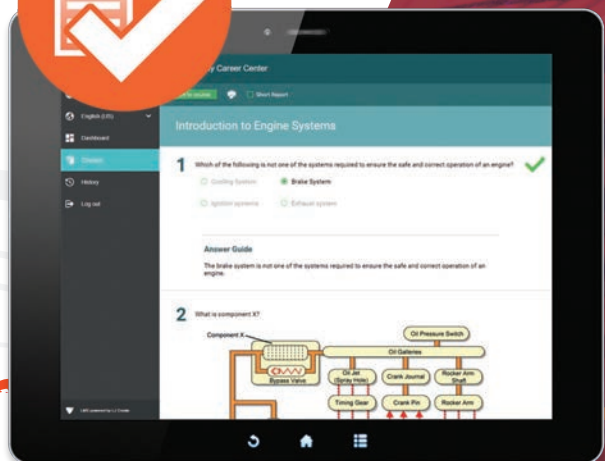 y Career Center
Short Report
English (US)
Introduction to Engine Systems
Dashboard
1 Which of the following is not one of the systems required to ensure the safe and correct operation of an engine?
Cooling System Brake System
History
Ignition systems Exhaust system
Log out
Answer Guide
The brake system is not one of the systems required to ensure the safe and correct operation of an
engine.
2 What is component X?
Component X
Oil Pressure Switch
Oil Galleries
Bypass Valve
Oil Jet
(Spray Hole)
Crank Journal
Rocker Arm
Shaft
Timing Gear
Crank Pin
Rocker Arm